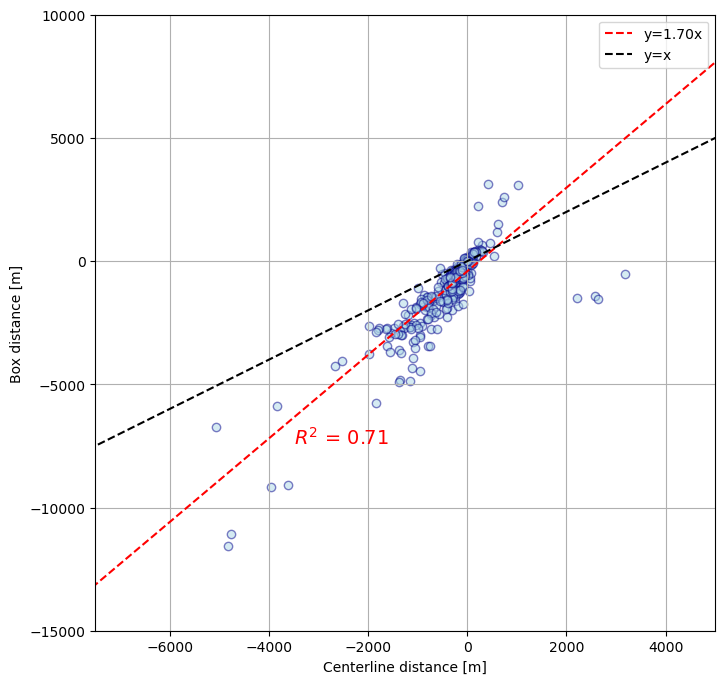 10000
5000
0
−5000
−10000
−15000
−6000
−4000
−2000
0
2000
4000
Box distance [m]
Centerline distance [m]
y=1.70x
y=x
R² = 0.71